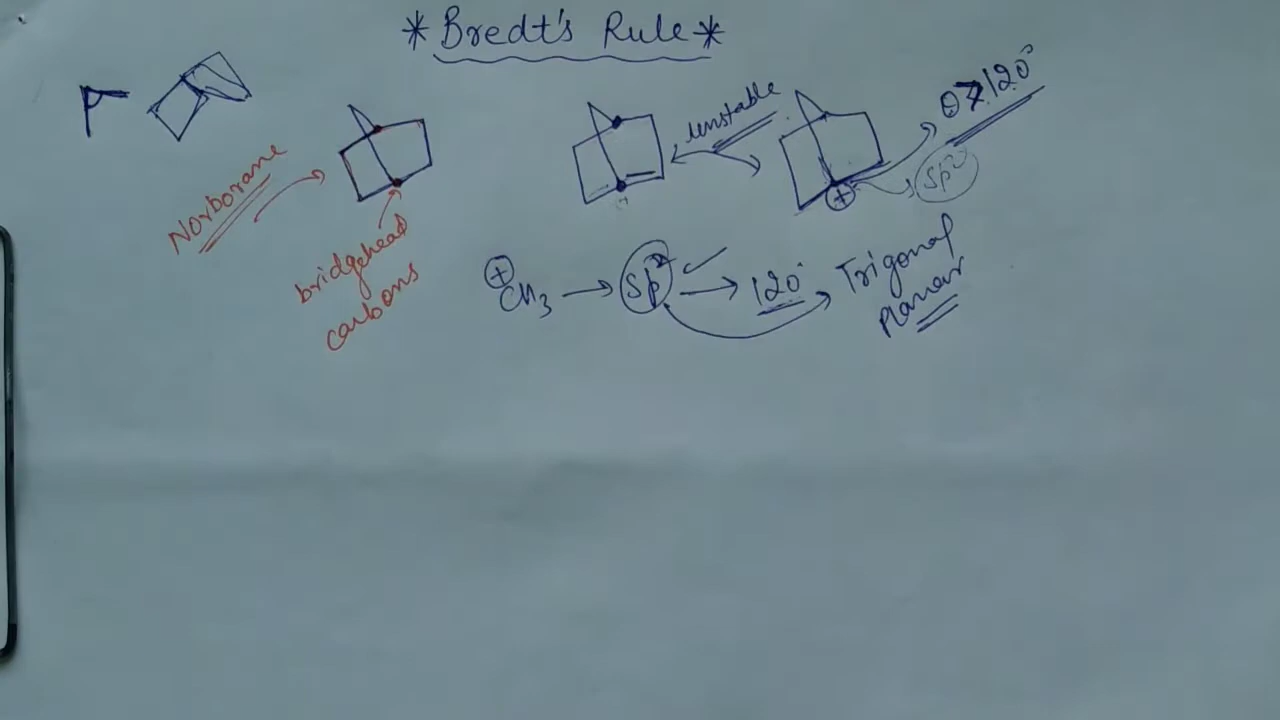 *Bredt's Rule*
Norborane
bridgehead
carbons
unstable
θ>120°
sp²
⊕
⊕
CH₃ → sp² ✓ → 120° → Trigonal
Planar